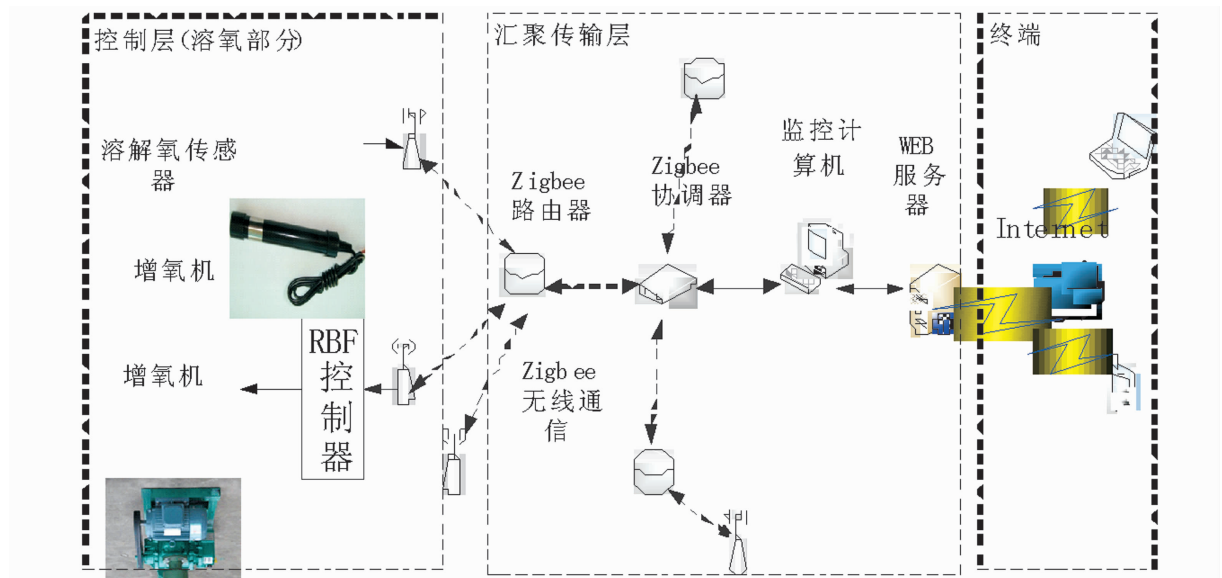 控制层(溶氧部分)
溶解氧传感
器
增氧机
增氧机
RBF
控
制
器
汇聚传输层
Zigbee
路由器
Zigbee
协调器
监控计
算机
WEB
服务
器
Zigbee
无线通
信
终端
Internet